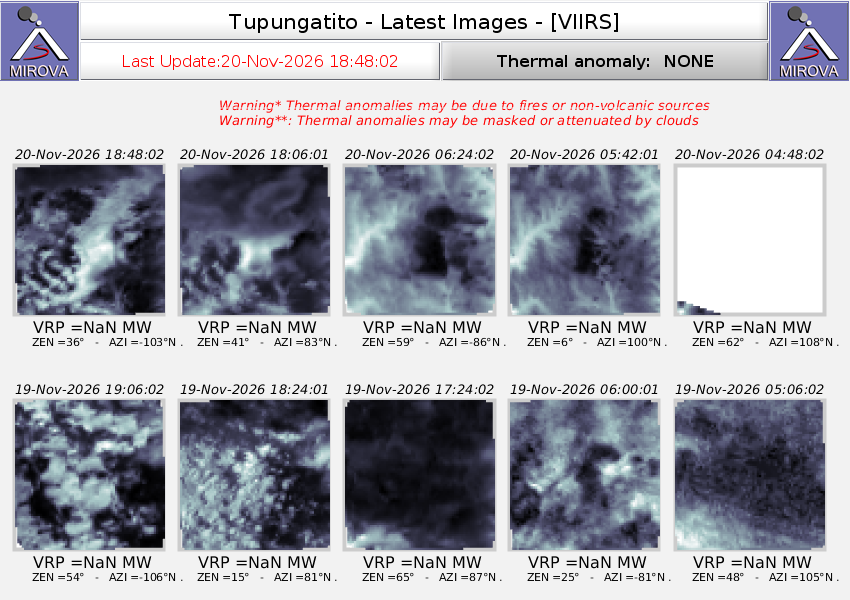 MIROVA
Tupungatito - Latest Images - [VIIRS]
MIROVA
Last Update:20-Nov-2026 18:48:02
Thermal anomaly: NONE
Warning* Thermal anomalies may be due to fires or non-volcanic sources
Warning**: Thermal anomalies may be masked or attenuated by clouds
20-Nov-2026 18:48:02 20-Nov-2026 18:06:01 20-Nov-2026 06:24:02 20-Nov-2026 05:42:01 20-Nov-2026 04:48:02
VRP =NaN MW VRP =NaN MW VRP =NaN MW VRP =NaN MW VRP =NaN MW
ZEN =36° - AZI =-103°N . ZEN =41° - AZI =83°N . ZEN =59° - AZI =-86°N . ZEN =6° - AZI =100°N . ZEN =62° - AZI =108°N .
19-Nov-2026 19:06:02 19-Nov-2026 18:24:01 19-Nov-2026 17:24:02 19-Nov-2026 06:00:01 19-Nov-2026 05:06:02
VRP =NaN MW VRP =NaN MW VRP =NaN MW VRP =NaN MW VRP =NaN MW
ZEN =54° - AZI =-106°N . ZEN =15° - AZI =81°N . ZEN =65° - AZI =87°N . ZEN =25° - AZI =-81°N . ZEN =48° - AZI =105°N .